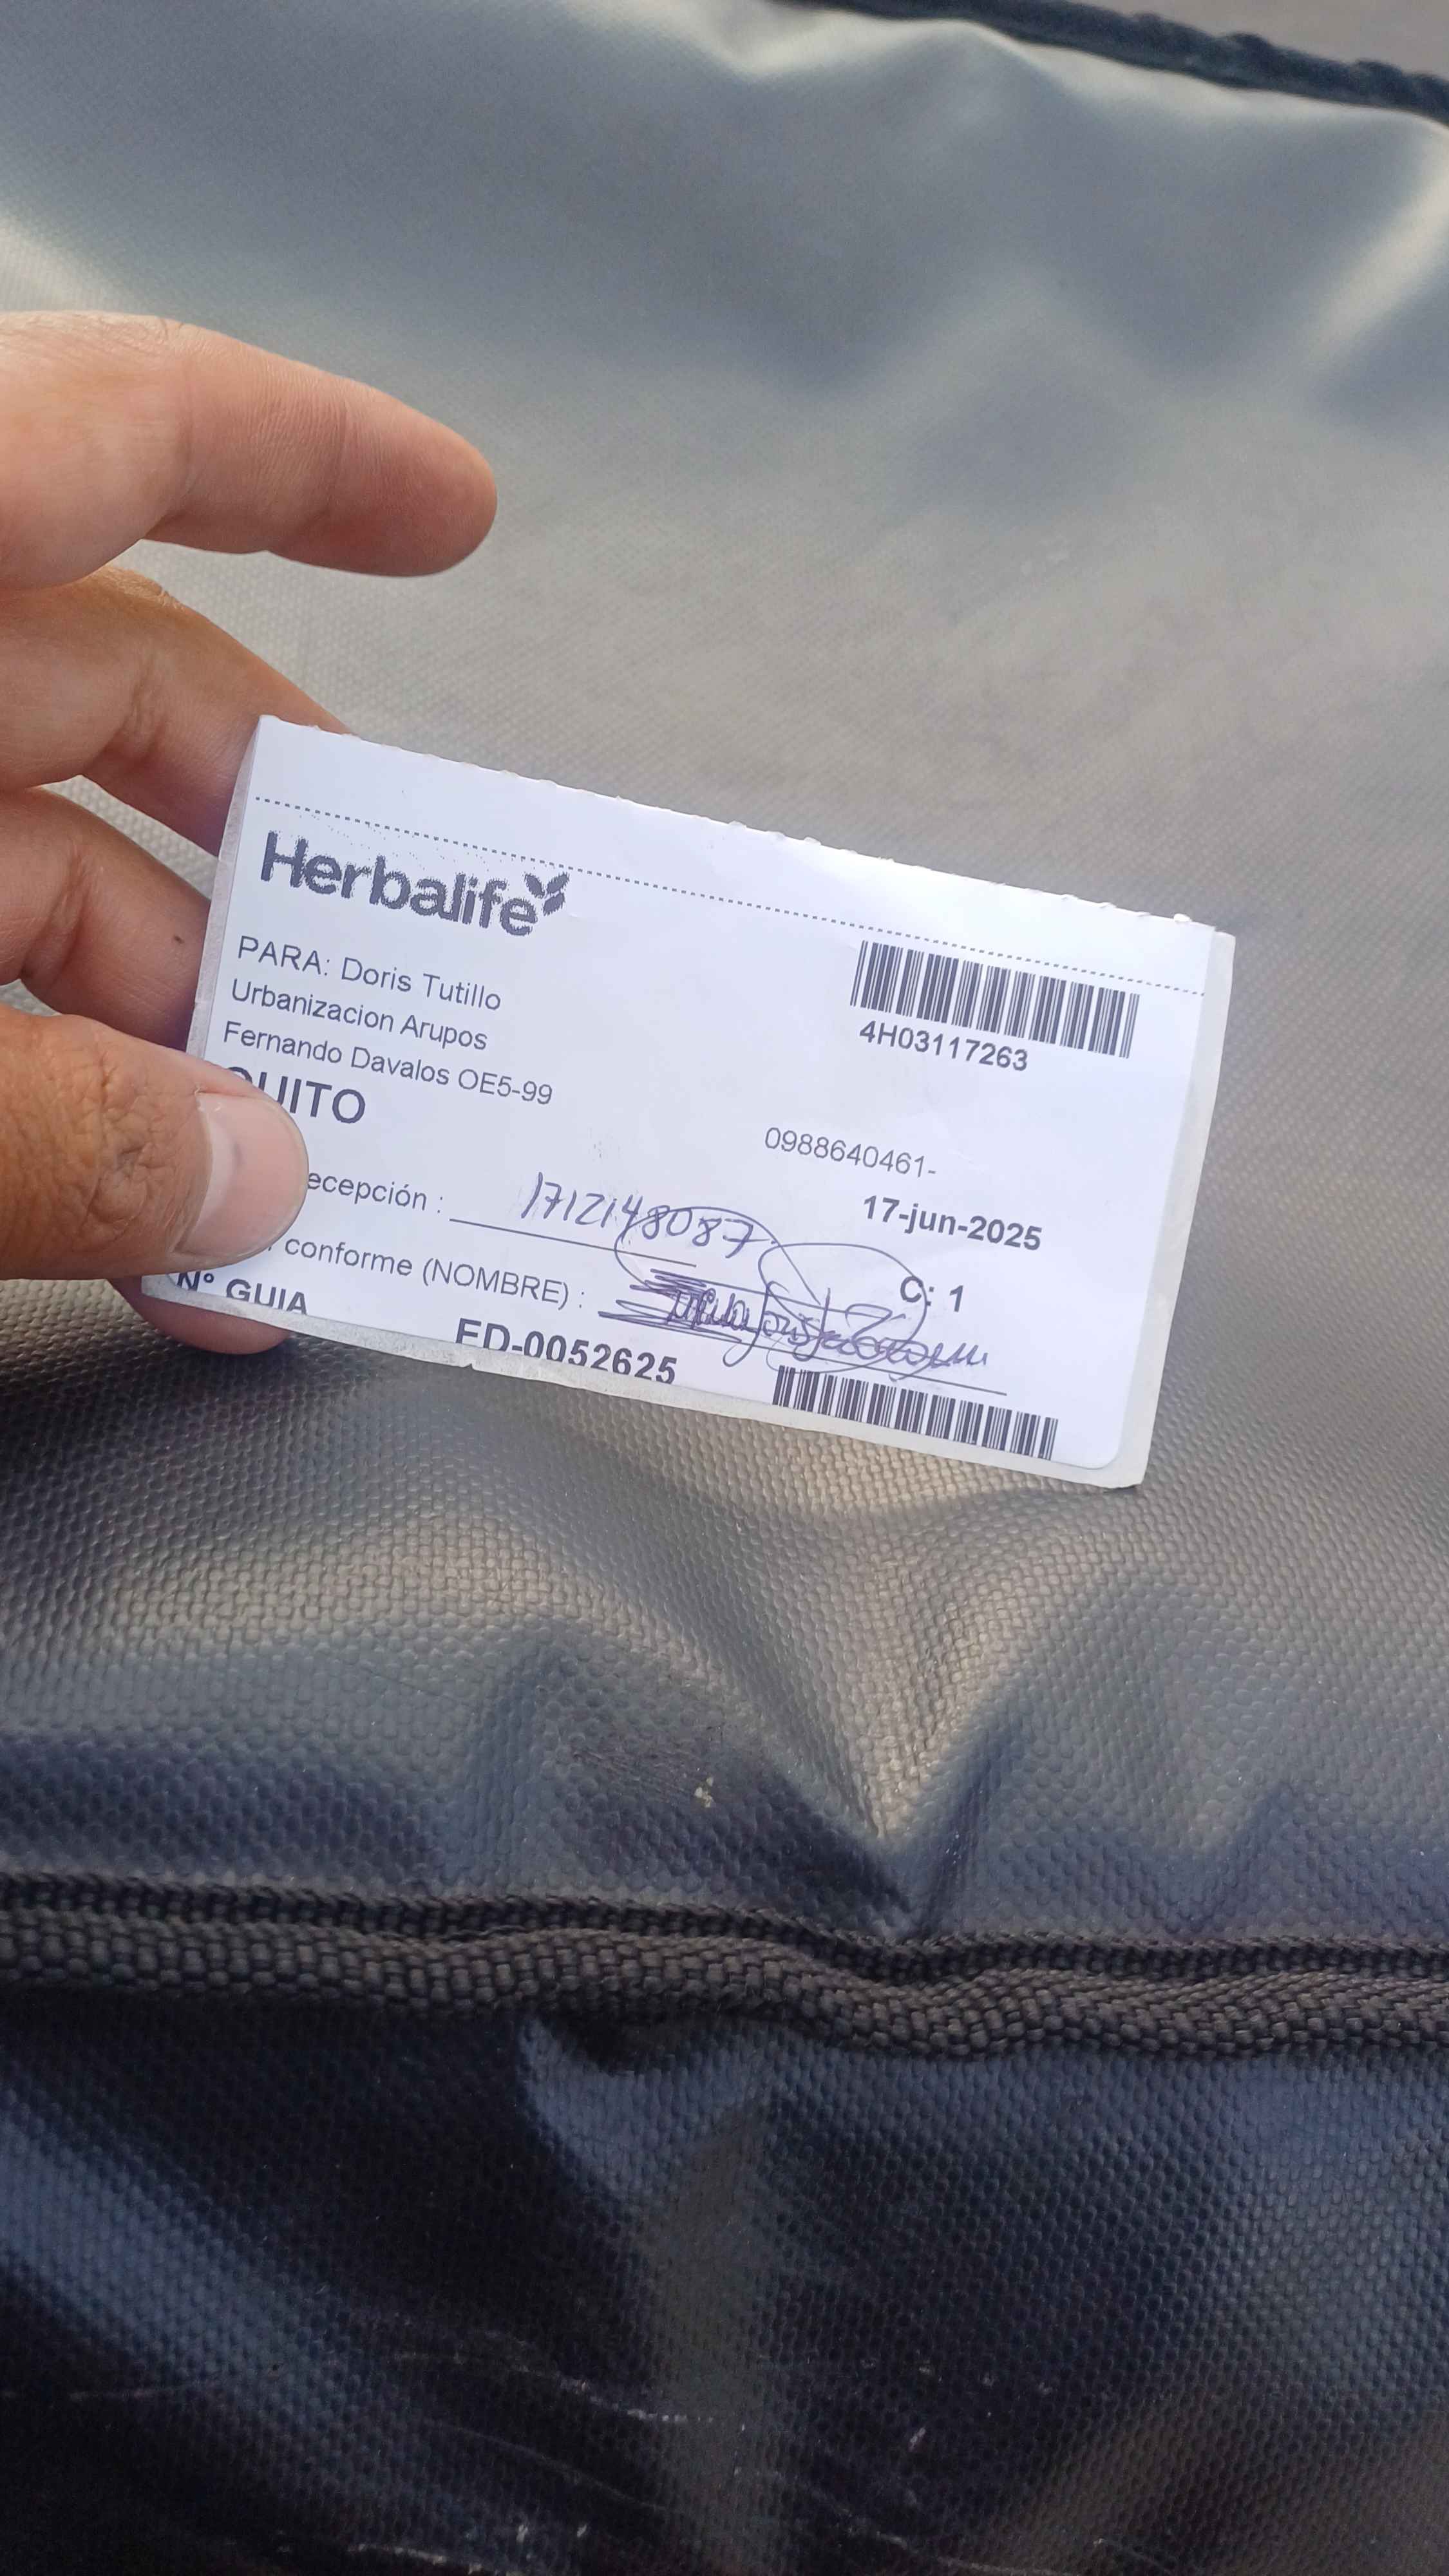 Herbalife
PARA: Doris Tutillo
Urbanizacion Arupos
Fernando Davalos OE5-99
QUITO
4H03117263
0988640461-
17-jun-2025
ecepción : 1712148087
conforme (NOMBRE) :
C: 1
N° GUIA
ED-0052625